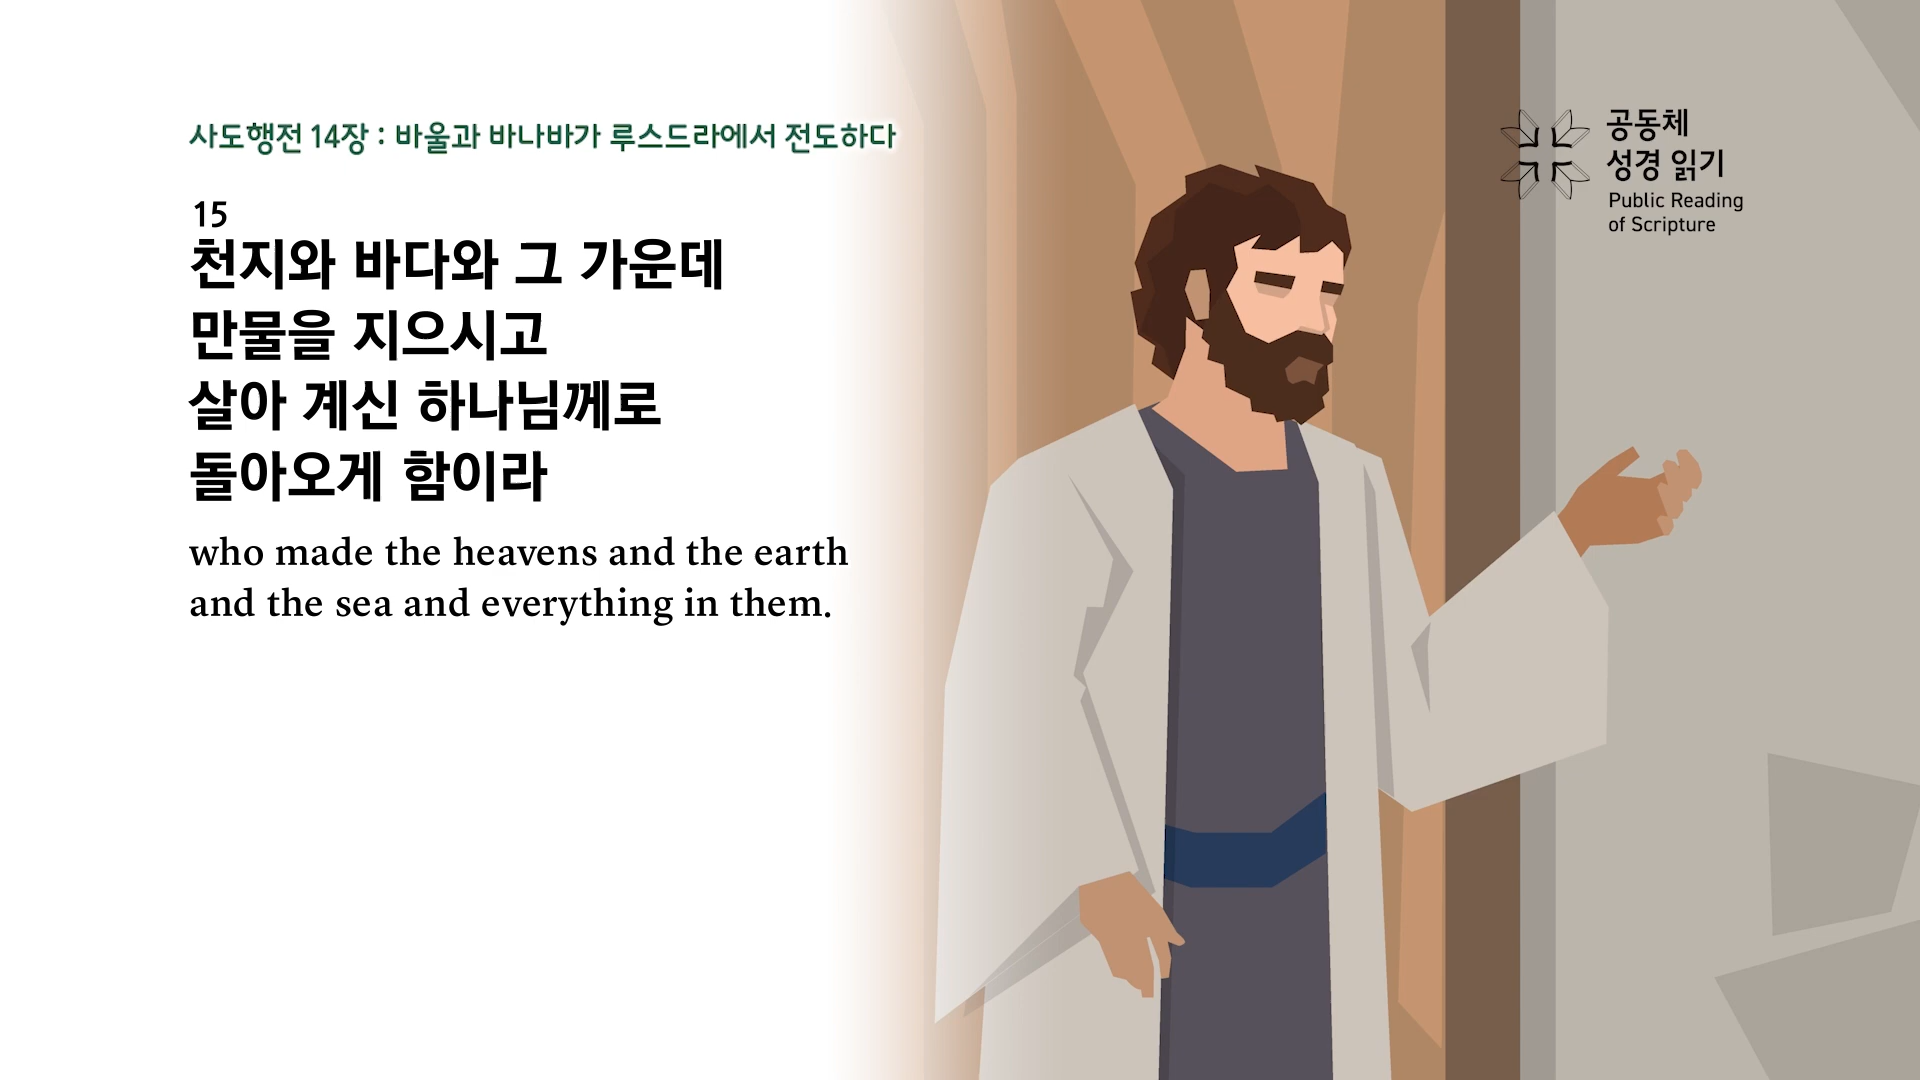 사도행전 14장 : 바울과 바나바가 루스드라에서 전도하다
15
천지와 바다와 그 가운데
만물을 지으시고
살아 계신 하나님께로
돌아오게 함이라
who made the heavens and the earth
and the sea and everything in them.
공동체
성경 읽기
Public Reading
of Scripture